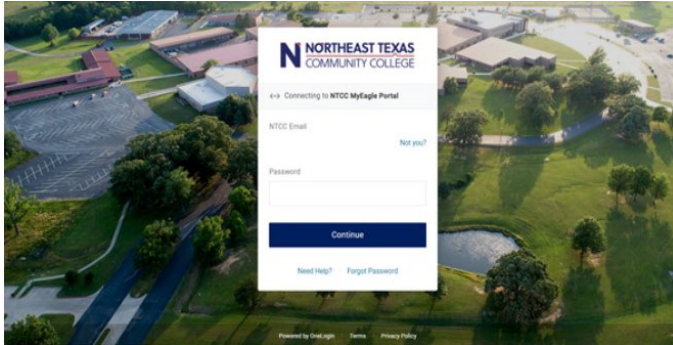 N NORTHEAST TEXAS
COMMUNITY COLLEGE
<-> Connecting to NTCC MyEagle Portal
NTCC Email
Not you?
Password
Continue
Need Help? Forgot Password
Powered by OneLogin Terms Privacy Policy